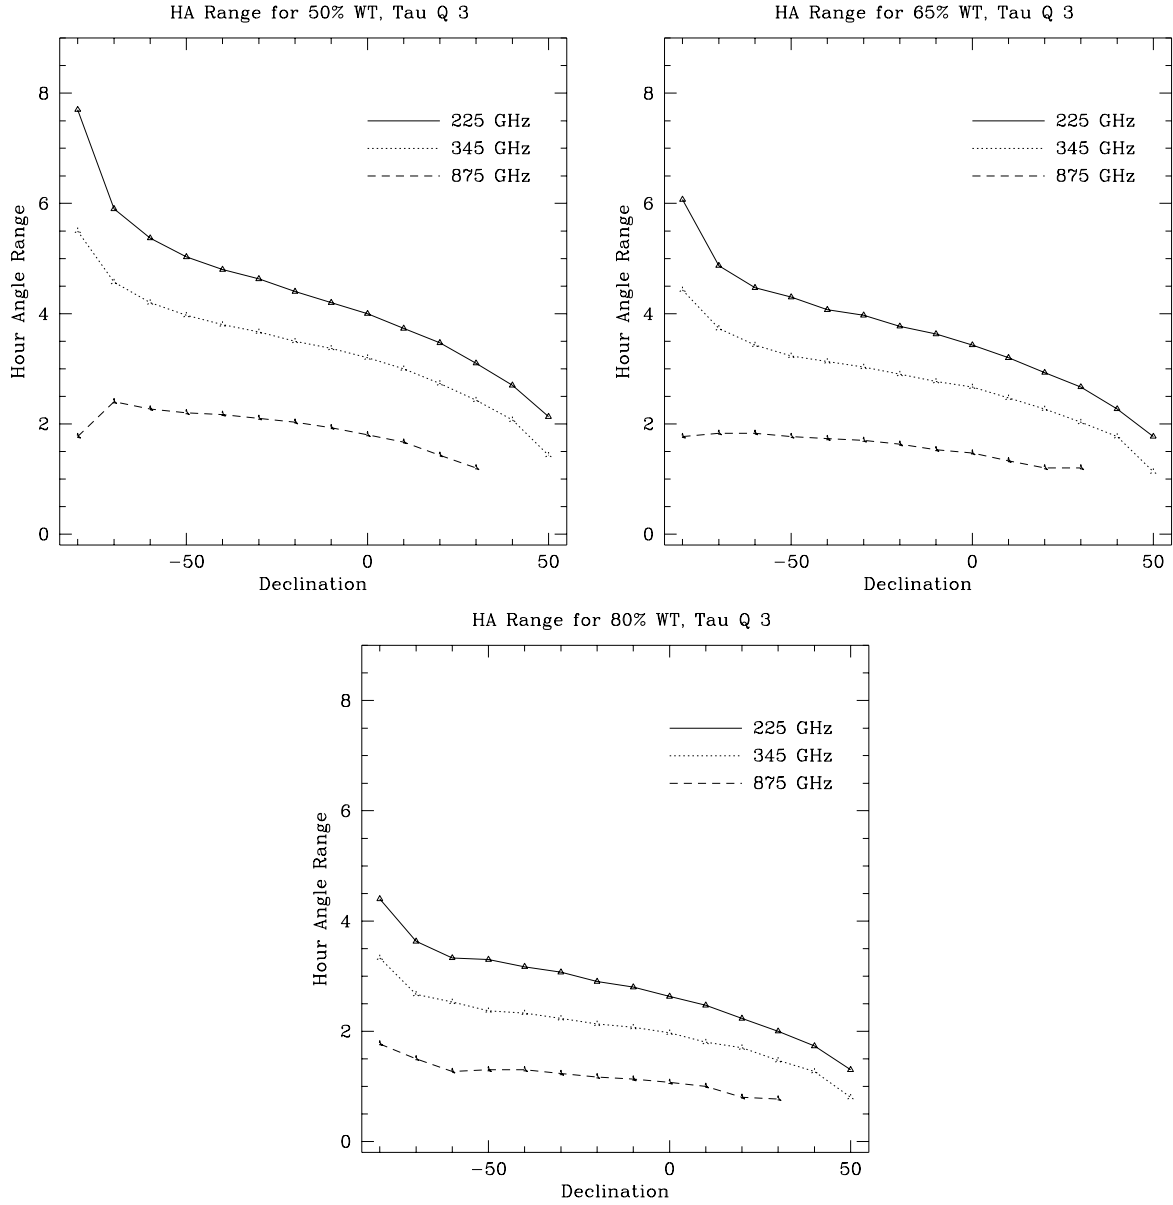 HA Range for 50% WT, Tau Q 3
8
6
4
2
0
Hour Angle Range
225 GHz
345 GHz
875 GHz
−50
0
50
Declination
HA Range for 65% WT, Tau Q 3
8
6
4
2
0
Hour Angle Range
225 GHz
345 GHz
875 GHz
−50
0
50
Declination
HA Range for 80% WT, Tau Q 3
8
6
4
2
0
Hour Angle Range
225 GHz
345 GHz
875 GHz
−50
0
50
Declination